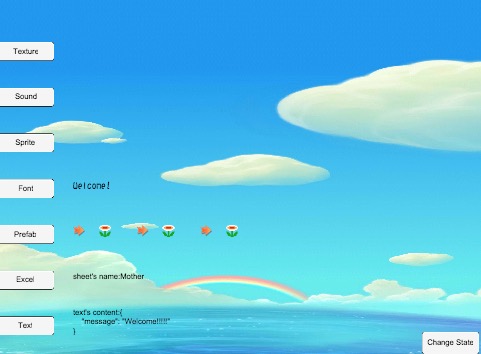 Texture
Sound
Sprite
Font
Welcome!
Prefab
Excel
sheet's name:Mother
Text
text's content:{
"message": "Welcome!!!!!"
}
Change State